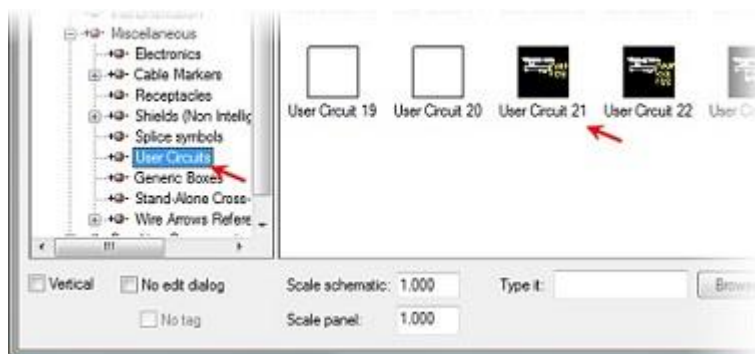 Miscellaneous
Electronics
Cable Markers
Receptacles
Shields (Non Intellig
Splice symbols
User Circuits
Generic Boxes
Stand-Alone Cross-
Wire Arrows Refere
User Circuit 19
User Circuit 20
User Circuit 21
User Circuit 22
Vertical
No edit dialog
No tag
Scale schematic: 1.000
Scale panel: 1.000
Type it:
Brows